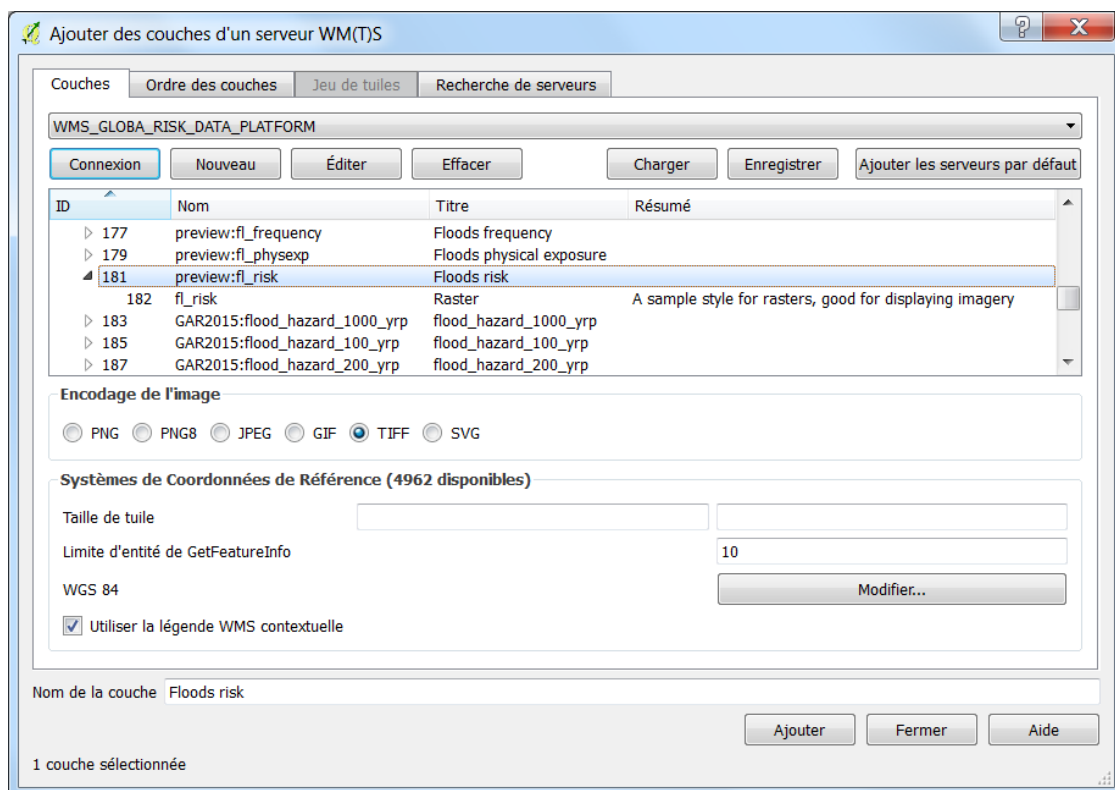 Ajouter des couches d'un serveur WM(T)S
Couches Ordre des couches Jeu de tuiles Recherche de serveurs
WMS_GLOBA_RISK_DATA_PLATFORM
Connexion Nouveau Éditer Effacer Charger Enregistrer Ajouter les serveurs par défaut
ID Nom Titre Résumé
177 preview:fl_frequency Floods frequency
179 preview:fl_physexp Floods physical exposure
181 preview:fl_risk Floods risk
182 fl_risk Raster A sample style for rasters, good for displaying imagery
183 GAR2015:flood_hazard_1000_yrp flood_hazard_1000_yrp
185 GAR2015:flood_hazard_100_yrp flood_hazard_100_yrp
187 GAR2015:flood_hazard_200_yrp flood_hazard_200_yrp
Encodage de l'image
PNG PNG8 JPEG GIF TIFF SVG
Systèmes de Coordonnées de Référence (4962 disponibles)
Taille de tuile
Limite d'entité de GetFeatureInfo 10
WGS 84 Modifier...
Utiliser la légende WMS contextuelle
Nom de la couche Floods risk
Ajouter Fermer Aide
1 couche sélectionnée